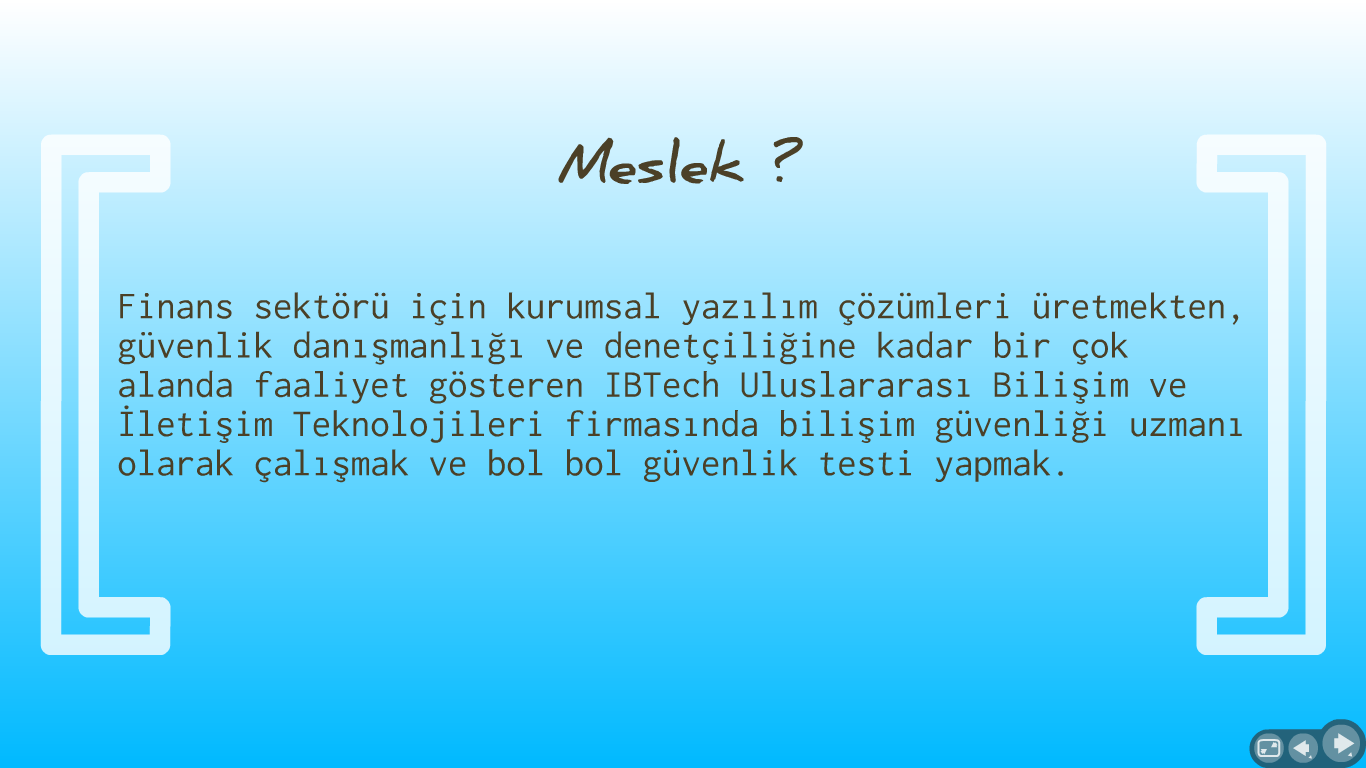 Meslek ?
Finans sektörü için kurumsal yazılım çözümleri üretmekten,
güvenlik danışmanlığı ve denetçiliğine kadar bir çok
alanda faaliyet gösteren IBTech Uluslararası Bilişim ve
İletişim Teknolojileri firmasında bilişim güvenliği uzmanı
olarak çalışmak ve bol bol güvenlik testi yapmak.